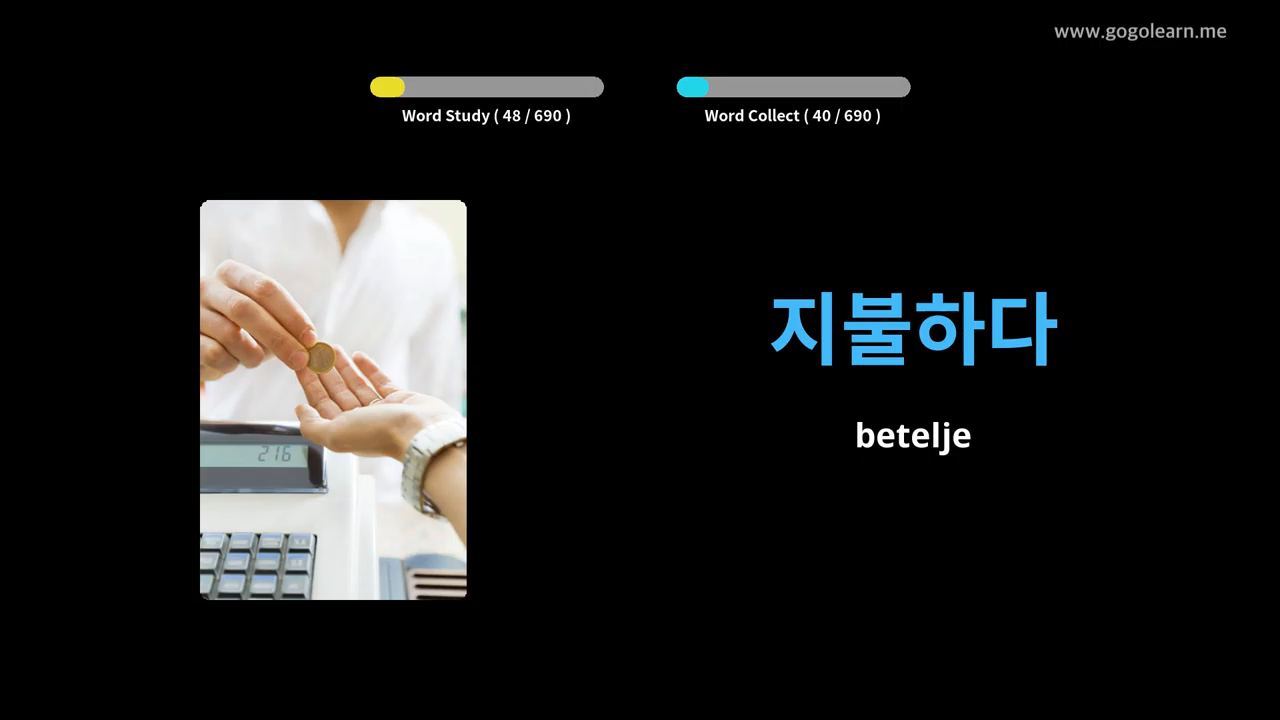 www.gogolearn.me
Word Study ( 48 / 690 )
Word Collect ( 40 / 690 )
216
지불하다
betelje